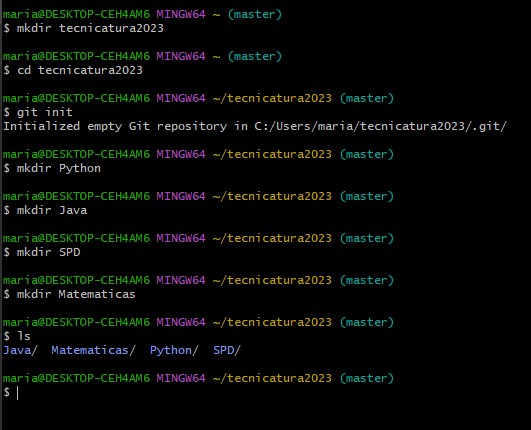 maria@DESKTOP-CEH4AM6 MINGW64 ~ (master)
$ mkdir tecnicatura2023
maria@DESKTOP-CEH4AM6 MINGW64 ~ (master)
$ cd tecnicatura2023
maria@DESKTOP-CEH4AM6 MINGW64 ~/tecnicatura2023 (master)
$ git init
Initialized empty Git repository in C:/Users/maria/tecnicatura2023/.git/
maria@DESKTOP-CEH4AM6 MINGW64 ~/tecnicatura2023 (master)
$ mkdir Python
maria@DESKTOP-CEH4AM6 MINGW64 ~/tecnicatura2023 (master)
$ mkdir Java
maria@DESKTOP-CEH4AM6 MINGW64 ~/tecnicatura2023 (master)
$ mkdir SPD
maria@DESKTOP-CEH4AM6 MINGW64 ~/tecnicatura2023 (master)
$ mkdir Matematicas
maria@DESKTOP-CEH4AM6 MINGW64 ~/tecnicatura2023 (master)
$ ls
Java/  Matematicas/  Python/  SPD/
maria@DESKTOP-CEH4AM6 MINGW64 ~/tecnicatura2023 (master)
$